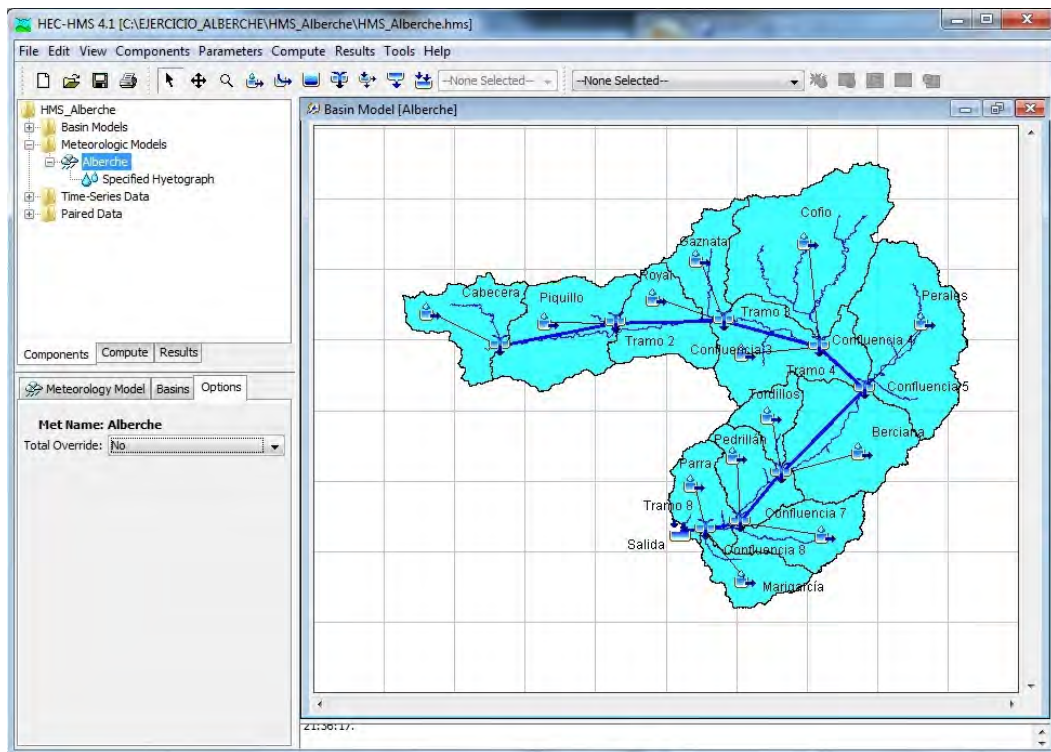 HEC-HMS 4.1 [C:\EJERCICIO_ALBERCHE\HMS_Alberche\HMS_Alberche.hms]
File Edit View Components Parameters Compute Results Tools Help
--None Selected-- --None Selected--
HMS_Alberche
Basin Models
Meteorologic Models
Alberche
Specified Hyetograph
Time-Series Data
Paired Data
Components Compute Results
Meteorology Model Basins Options
Met Name: Alberche
Total Override: No
Basin Model [Alberche]
Cofio
Gaznata
Royal
Cabecera
Piquillo
Perales
Tramo 3
Tramo 2
Confluencia 3
Confluencia 4
Tramo 4
Confluencia 5
Tordillos
Pedrillán
Berciana
Parra
Tramo 8
Confluencia 7
Salida
Confluencia 8
Marigarcía
21:36:17.